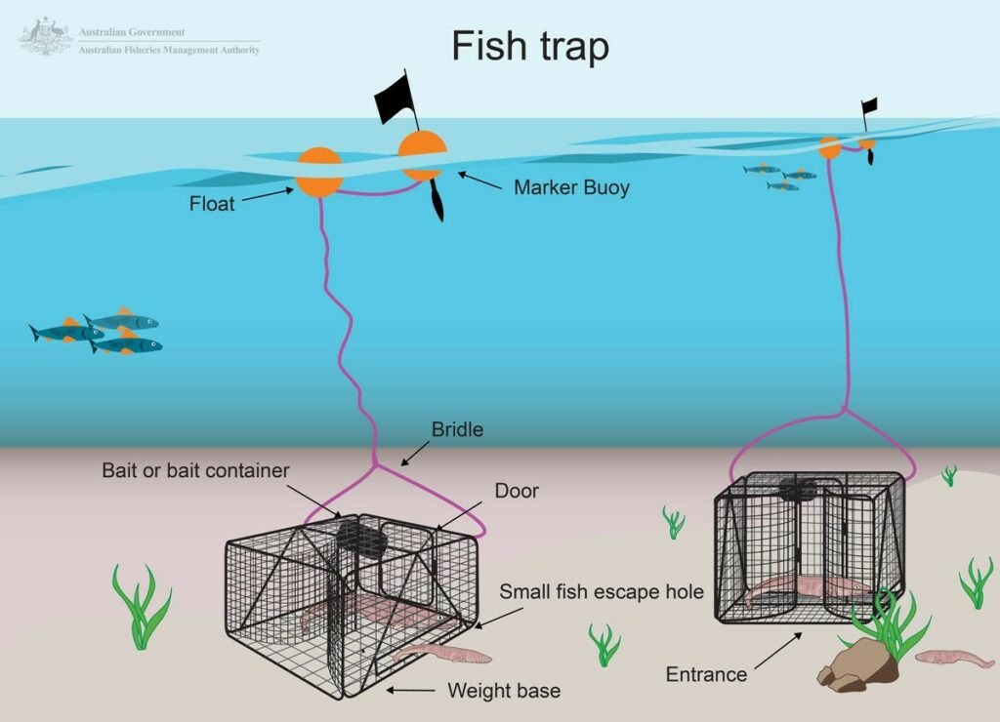 Australian Government
Australian Fisheries Management Authority
Fish trap
Marker Buoy
Float
Bridle
Bait or bait container
Door
Small fish escape hole
Entrance
Weight base